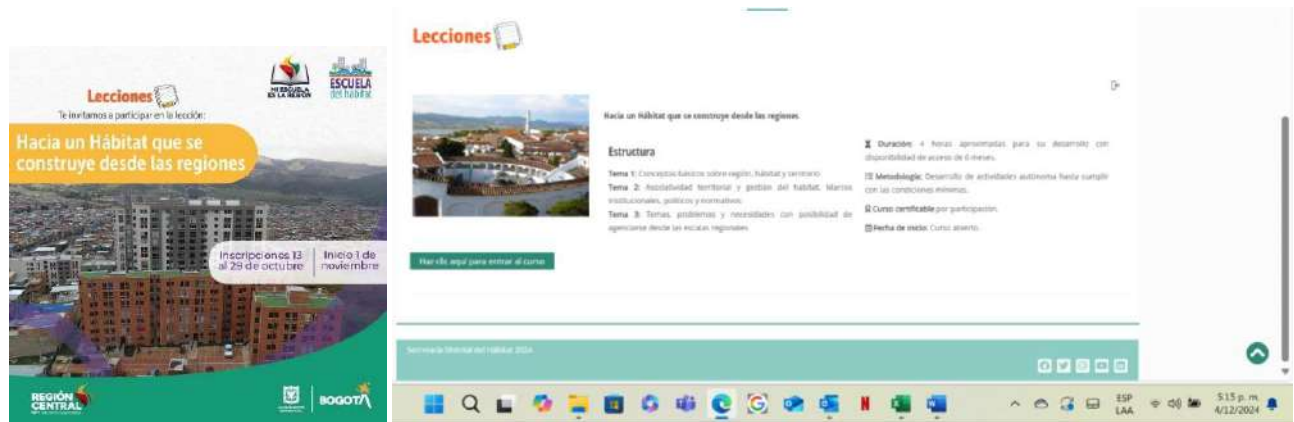 Lecciones
Te invitamos a participar en la lección:
Hacia un Hábitat que se
construye desde las regiones
MI ESCUELA
ES LA REGIÓN
ESCUELA
del hábitat
Inscripciones 13
al 29 de octubre
Inicio 1 de
noviembre
REGIÓN
CENTRAL
BOGOTÁ
Lecciones
Hacia un Hábitat que se construye desde las regiones
Estructura
Tema 1: Conceptos básicos sobre región, hábitat y territorio
Tema 2: Asociatividad territorial y gestión del hábitat. Marcos
institucionales, políticos y normativos.
Tema 3: Temas, problemas y necesidades con posibilidad de
agenciarse desde las escalas regionales
Duración: 4 horas aproximadas para su desarrollo con
disponibilidad de acceso de 6 meses.
Metodología: Desarrollo de actividades autónoma hasta cumplir
con las condiciones mínimas.
Curso certificable por participación.
Fecha de inicio: Curso abierto.
Haz clic aquí para entrar al curso
Secretaría Distrital del Hábitat 2024
ESP
LAA
5:15 p. m.
4/12/2024